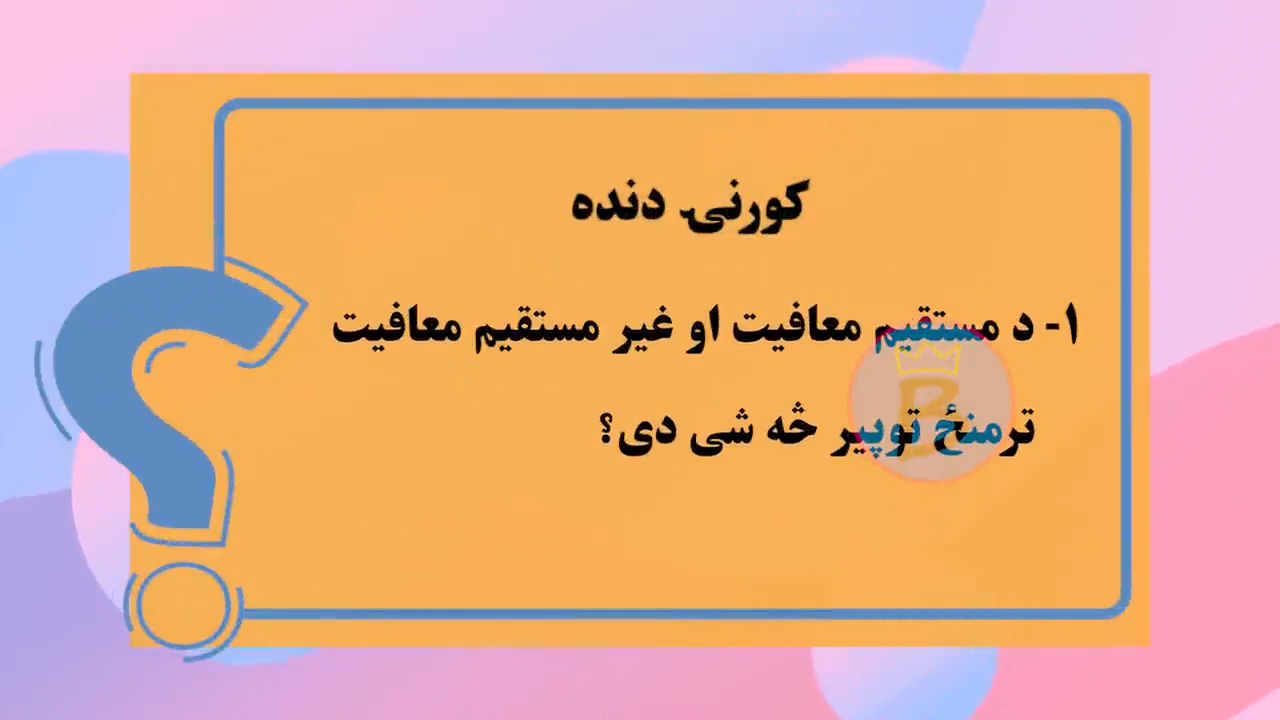 کورنۍ دنده
۱- د مستقیم معافیت او غیر مستقیم معافیت
ترمنځ توپیر څه شی دی؟
B